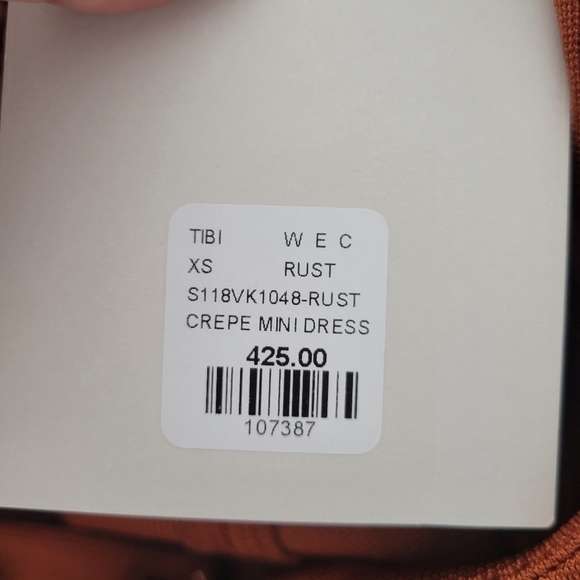 TIBI W E C
XS RUST
S118VK1048-RUST
CREPE MINI DRESS
425.00
107387